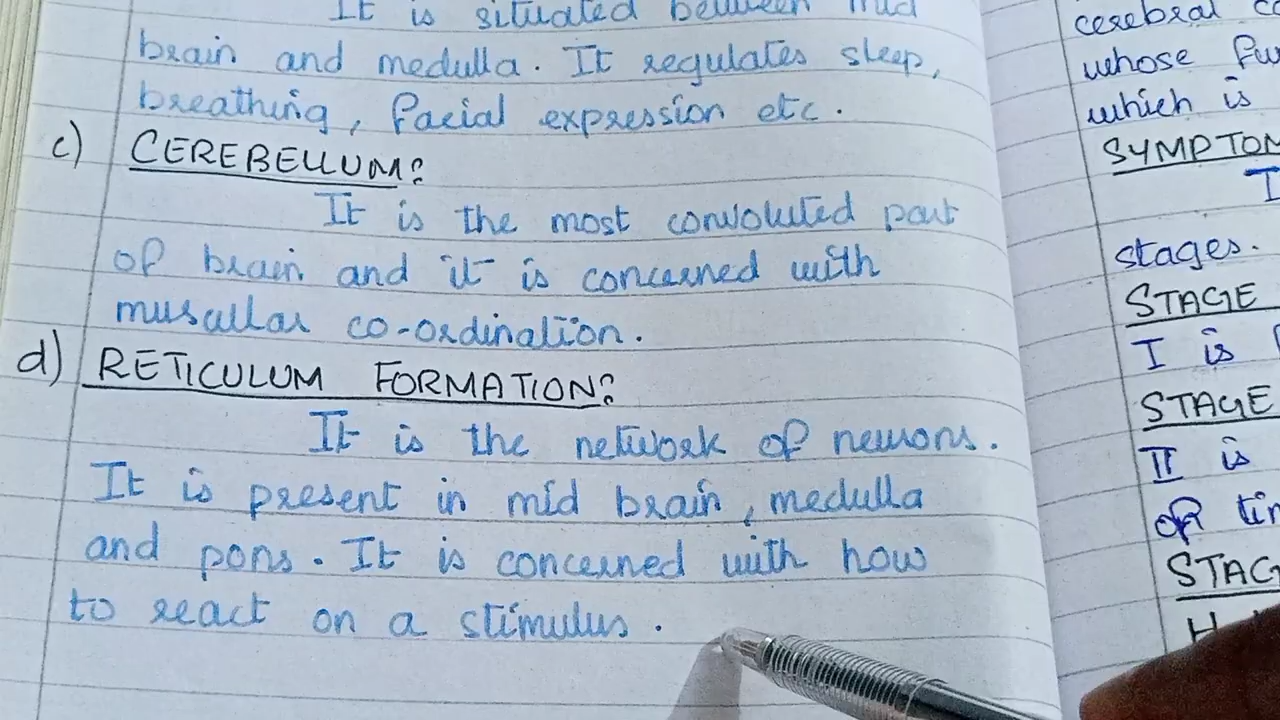 It is situated between mid
brain and medulla. It regulates sleep,
breathing, facial expression etc.
c) CEREBELLUM:
It is the most convoluted part
of brain and it is concerned with
muscullar co-ordination.
d) RETICULUM FORMATION:
It is the network of neurons.
It is present in mid brain, medulla
and pons. It is concerned with how
to react on a stimulus.
cerebral
whose
which is
SYMPTOM
I
stages.
STAGE
I is
STAGE
II is
of
STAG